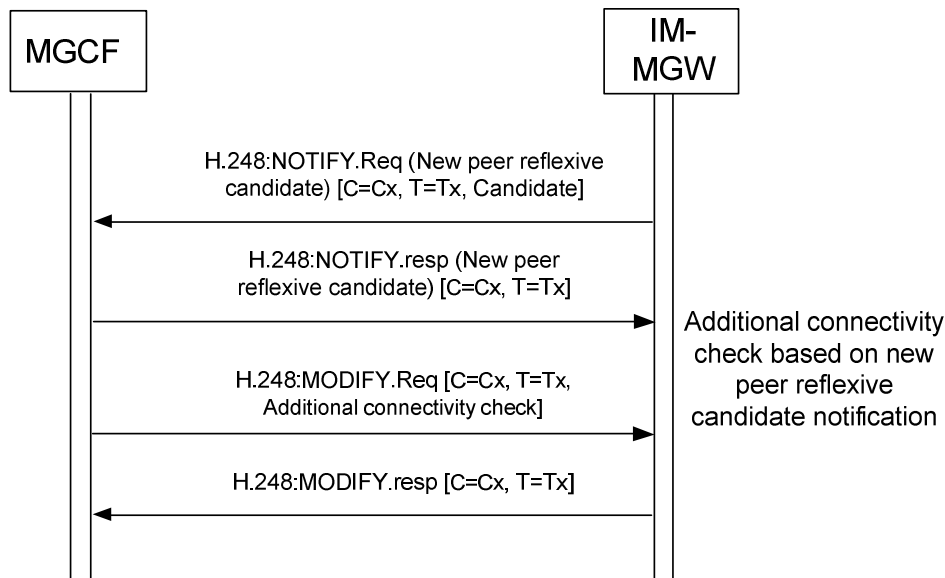 MGCF
IM-
MGW
H.248:NOTIFY.Req (New peer reflexive
candidate) [C=Cx, T=Tx, Candidate]
H.248:NOTIFY.resp (New peer
reflexive candidate) [C=Cx, T=Tx]
H.248:MODIFY.Req [C=Cx, T=Tx,
Additional connectivity check]
H.248:MODIFY.resp [C=Cx, T=Tx]
Additional connectivity
check based on new
peer reflexive
candidate notification